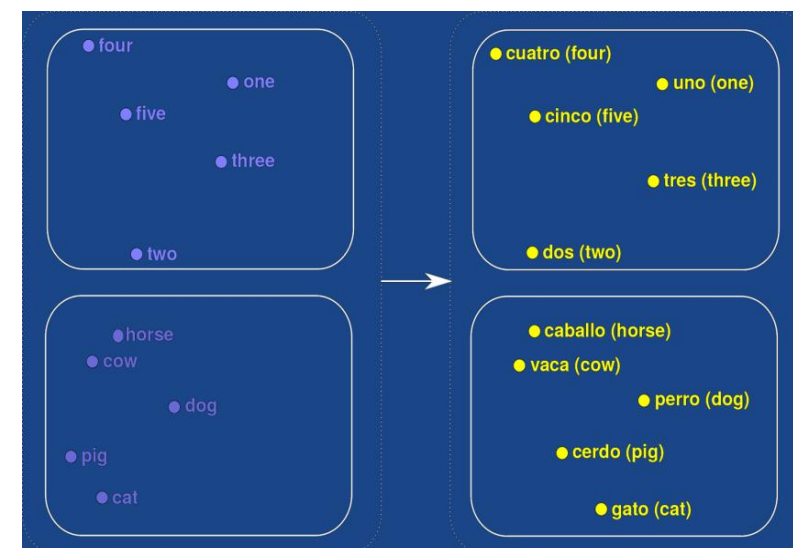 four
one
five
three
two
horse
cow
dog
pig
cat
cuatro (four)
uno (one)
cinco (five)
tres (three)
dos (two)
caballo (horse)
vaca (cow)
perro (dog)
cerdo (pig)
gato (cat)